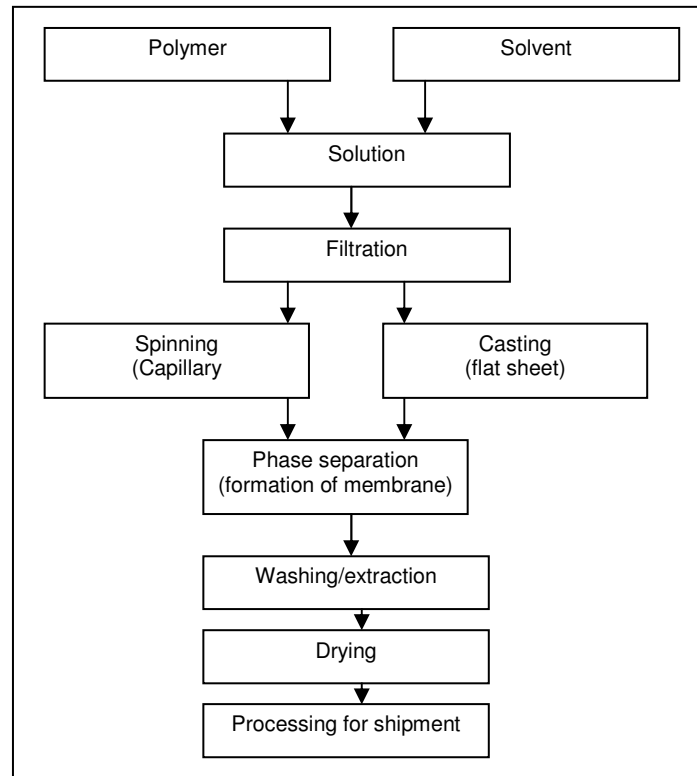 Polymer
Solvent
Solution
Filtration
Spinning
(Capillary
Casting
(flat sheet)
Phase separation
(formation of membrane)
Washing/extraction
Drying
Processing for shipment